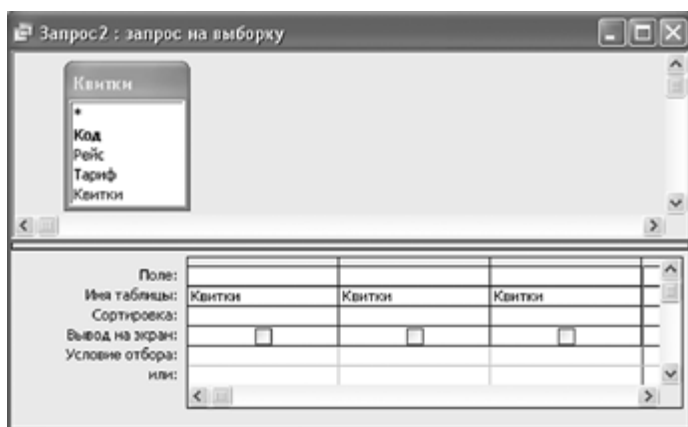 Запрос2 : запрос на выборку
Квитки
*
Код
Рейс
Тариф
Квитки
Поле:
Имя таблицы: Квитки Квитки Квитки
Сортировка:
Вывод на экран:
Условие отбора:
или: